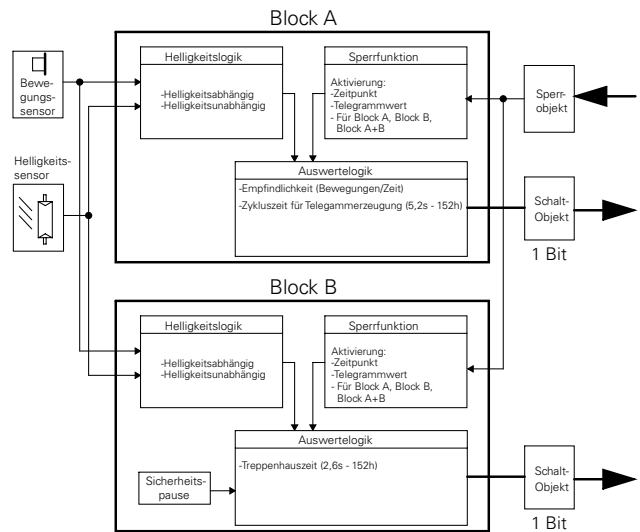 Block A
Bewe-
gungs-
sensor
Helligkeits-
sensor
Helligkeitslogik
-Helligkeitsabhängig
-Helligkeitsunabhängig
Sperrfunktion
Aktivierung:
-Zeitpunkt
-Telegrammwert
- Für Block A, Block B,
Block A+B
Sperr-
objekt
Auswertelogik
-Empfindlichkeit (Bewegungen/Zeit)
-Zykluszeit für Telegammerzeugung (5,2s - 152h)
Schalt-
Objekt
1 Bit
Block B
Helligkeitslogik
-Helligkeitsabhängig
-Helligkeitsunabhängig
Sperrfunktion
Aktivierung:
-Zeitpunkt
-Telegrammwert
- Für Block A, Block B,
Block A+B
Auswertelogik
-Treppenhauszeit (2,6s - 152h)
Sicherheits-
pause
Schalt-
Objekt
1 Bit